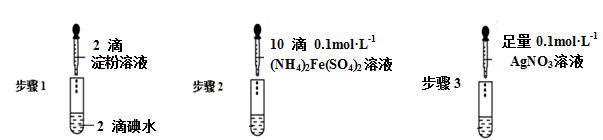 2 滴
淀粉溶液
步骤1
2 滴碘水
10 滴 0.1mol·L⁻¹
(NH₄)₂Fe(SO₄)₂溶液
步骤2
足量 0.1mol·L⁻¹
AgNO₃溶液
步骤3